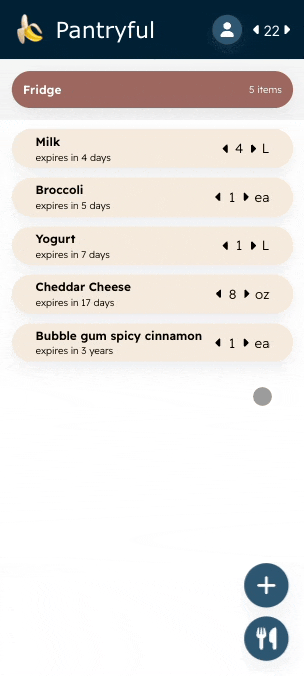 Pantryful
22
Fridge
5 items
Milk
expires in 4 days
4 L
Broccoli
expires in 5 days
1 ea
Yogurt
expires in 7 days
1 L
Cheddar Cheese
expires in 17 days
8 oz
Bubble gum spicy cinnamon
expires in 3 years
1 ea